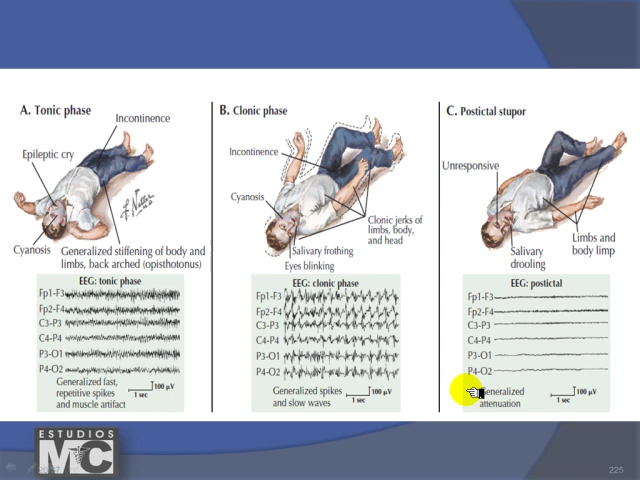 A. Tonic phase
Incontinence
Epileptic cry
Cyanosis
Generalized stiffening of body and
limbs, back arched (opisthotonus)
EEG: tonic phase
Fp1-F3
Fp2-F4
C3-P3
C4-P4
P3-O1
P4-O2
Generalized fast,
repetitive spikes
and muscle artifact
100 µV
1 sec
B. Clonic phase
Incontinence
Cyanosis
Clonic jerks of
limbs, body,
and head
Salivary frothing
Eyes blinking
EEG: clonic phase
Fp1-F3
Fp2-F4
C3-P3
C4-P4
P3-O1
P4-O2
Generalized spikes
and slow waves
100 µV
1 sec
C. Postictal stupor
Unresponsive
Salivary
drooling
Limbs and
body limp
EEG: postictal
Fp1-F3
Fp2-F4
C3-P3
C4-P4
P3-O1
P4-O2
Generalized
attenuation
100 µV
1 sec
ESTUDIOS
MC
225